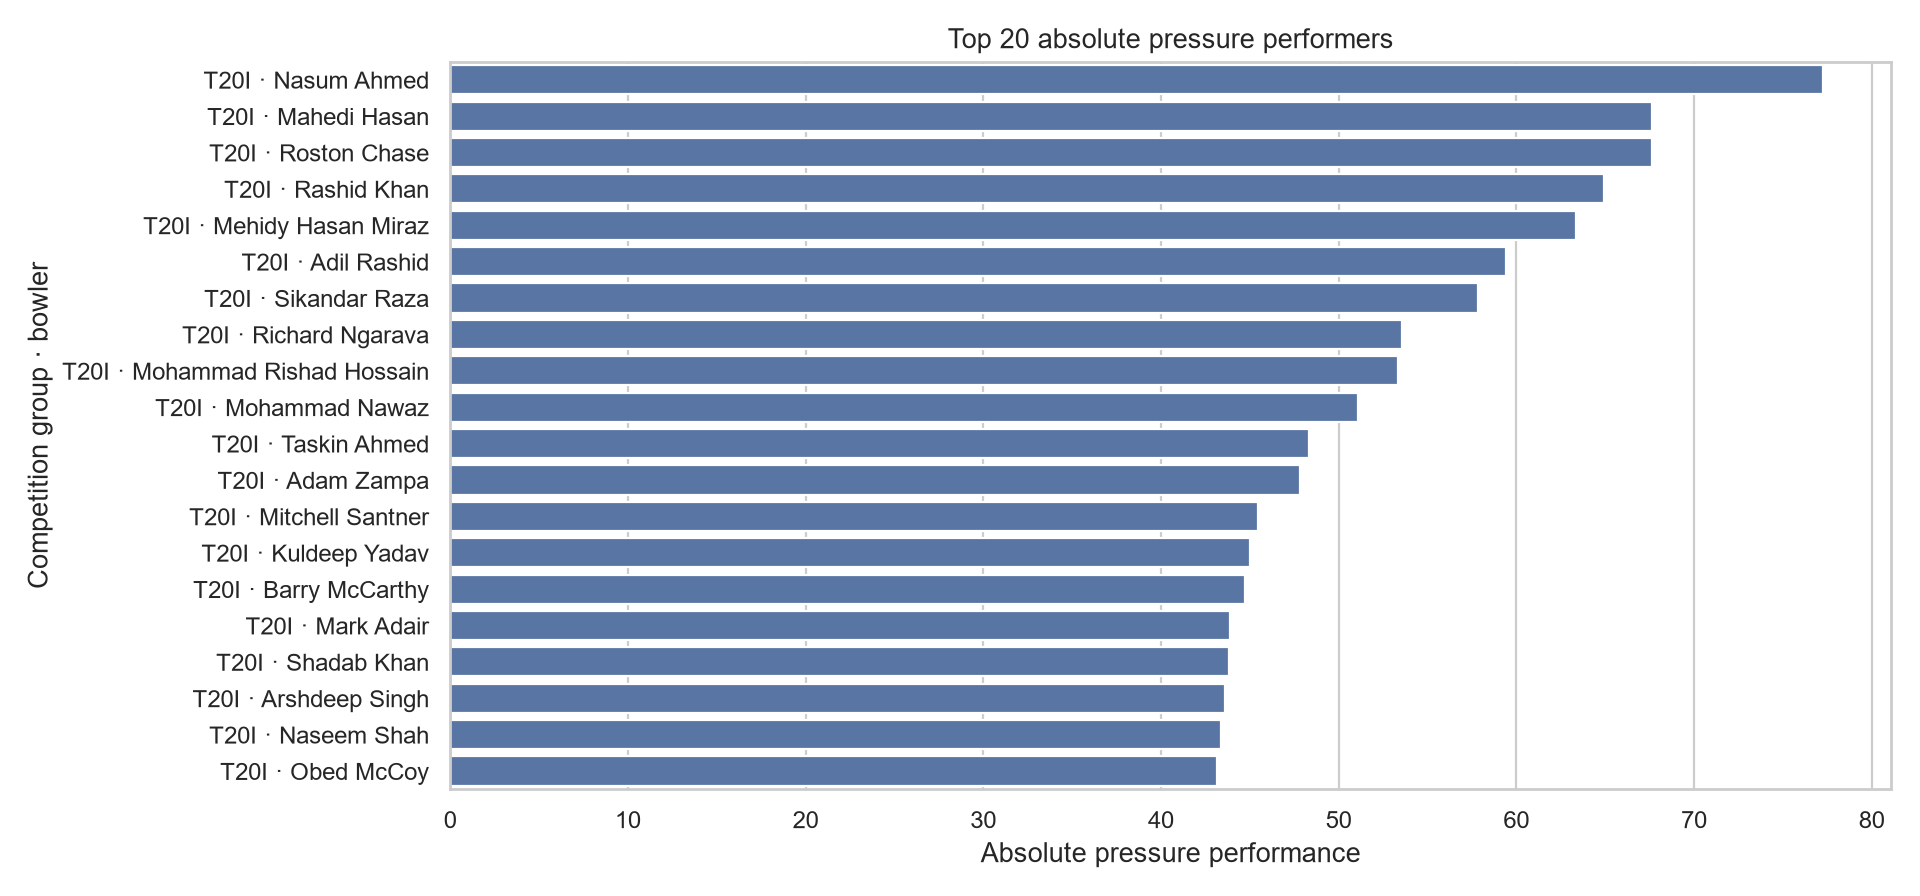 Top 20 absolute pressure performers
T20I · Nasum Ahmed
T20I · Mahedi Hasan
T20I · Roston Chase
T20I · Rashid Khan
T20I · Mehidy Hasan Miraz
T20I · Adil Rashid
T20I · Sikandar Raza
T20I · Richard Ngarava
T20I · Mohammad Rishad Hossain
T20I · Mohammad Nawaz
T20I · Taskin Ahmed
T20I · Adam Zampa
T20I · Mitchell Santner
T20I · Kuldeep Yadav
T20I · Barry McCarthy
T20I · Mark Adair
T20I · Shadab Khan
T20I · Arshdeep Singh
T20I · Naseem Shah
T20I · Obed McCoy
Competition group · bowler
0 10 20 30 40 50 60 70 80
Absolute pressure performance